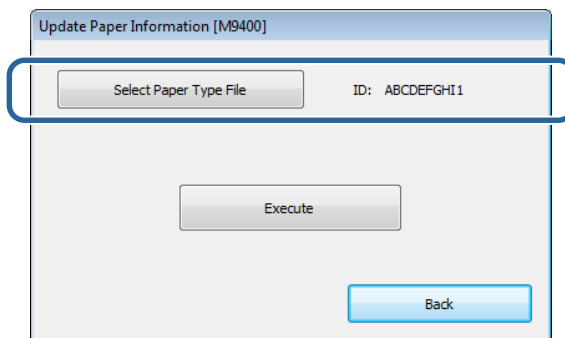 Update Paper Information [M9400]
Select Paper Type File ID: ABCDEFGHI1
Execute
Back